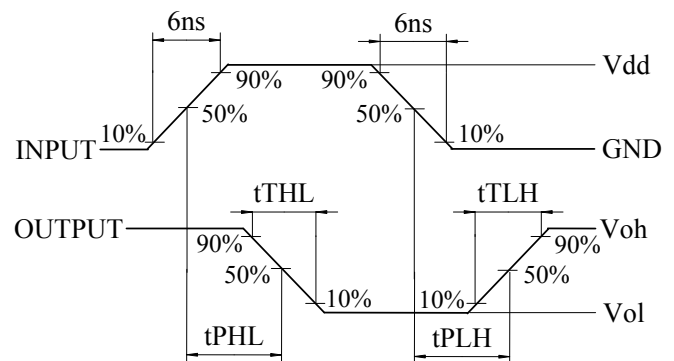 6ns 6ns
90% 90% Vdd
50% 50%
10% 10%
INPUT GND
tTHL tTLH
OUTPUT Voh
90% 90%
50% 50%
10% 10%
Vol
tPHL tPLH